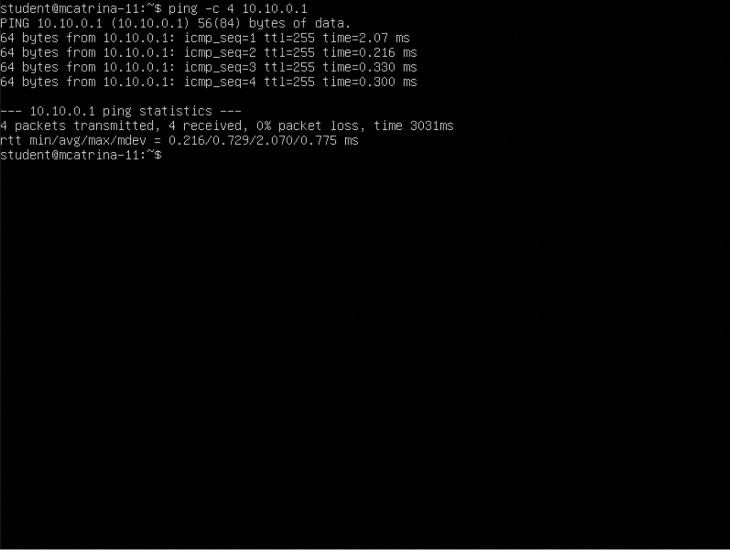 student@mcatrina-11:~$ ping -c 4 10.10.0.1
PING 10.10.0.1 (10.10.0.1) 56(84) bytes of data.
64 bytes from 10.10.0.1: icmp_seq=1 ttl=255 time=2.07 ms
64 bytes from 10.10.0.1: icmp_seq=2 ttl=255 time=0.216 ms
64 bytes from 10.10.0.1: icmp_seq=3 ttl=255 time=0.330 ms
64 bytes from 10.10.0.1: icmp_seq=4 ttl=255 time=0.300 ms
--- 10.10.0.1 ping statistics ---
4 packets transmitted, 4 received, 0% packet loss, time 3031ms
rtt min/avg/max/mdev = 0.216/0.729/2.070/0.775 ms
student@mcatrina-11:~$